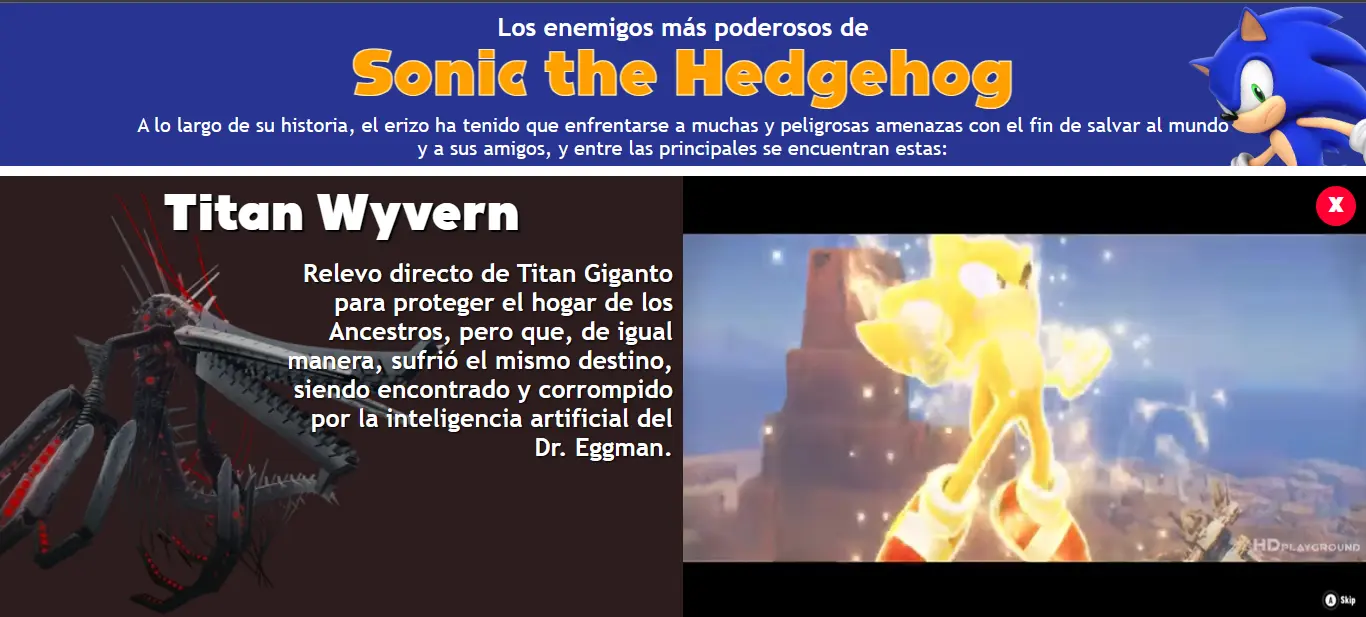 Los enemigos más poderosos de
Sonic the Hedgehog
A lo largo de su historia, el erizo ha tenido que enfrentarse a muchas y peligrosas amenazas con el fin de salvar al mundo
y a sus amigos, y entre las principales se encuentran estas:
Titan Wyvern
Relevo directo de Titan Giganto
para proteger el hogar de los
Ancestros, pero que, de igual
manera, sufrió el mismo destino,
siendo encontrado y corrompido
por la inteligencia artificial del
Dr. Eggman.
X
HD PLAYGROUND
A Skip